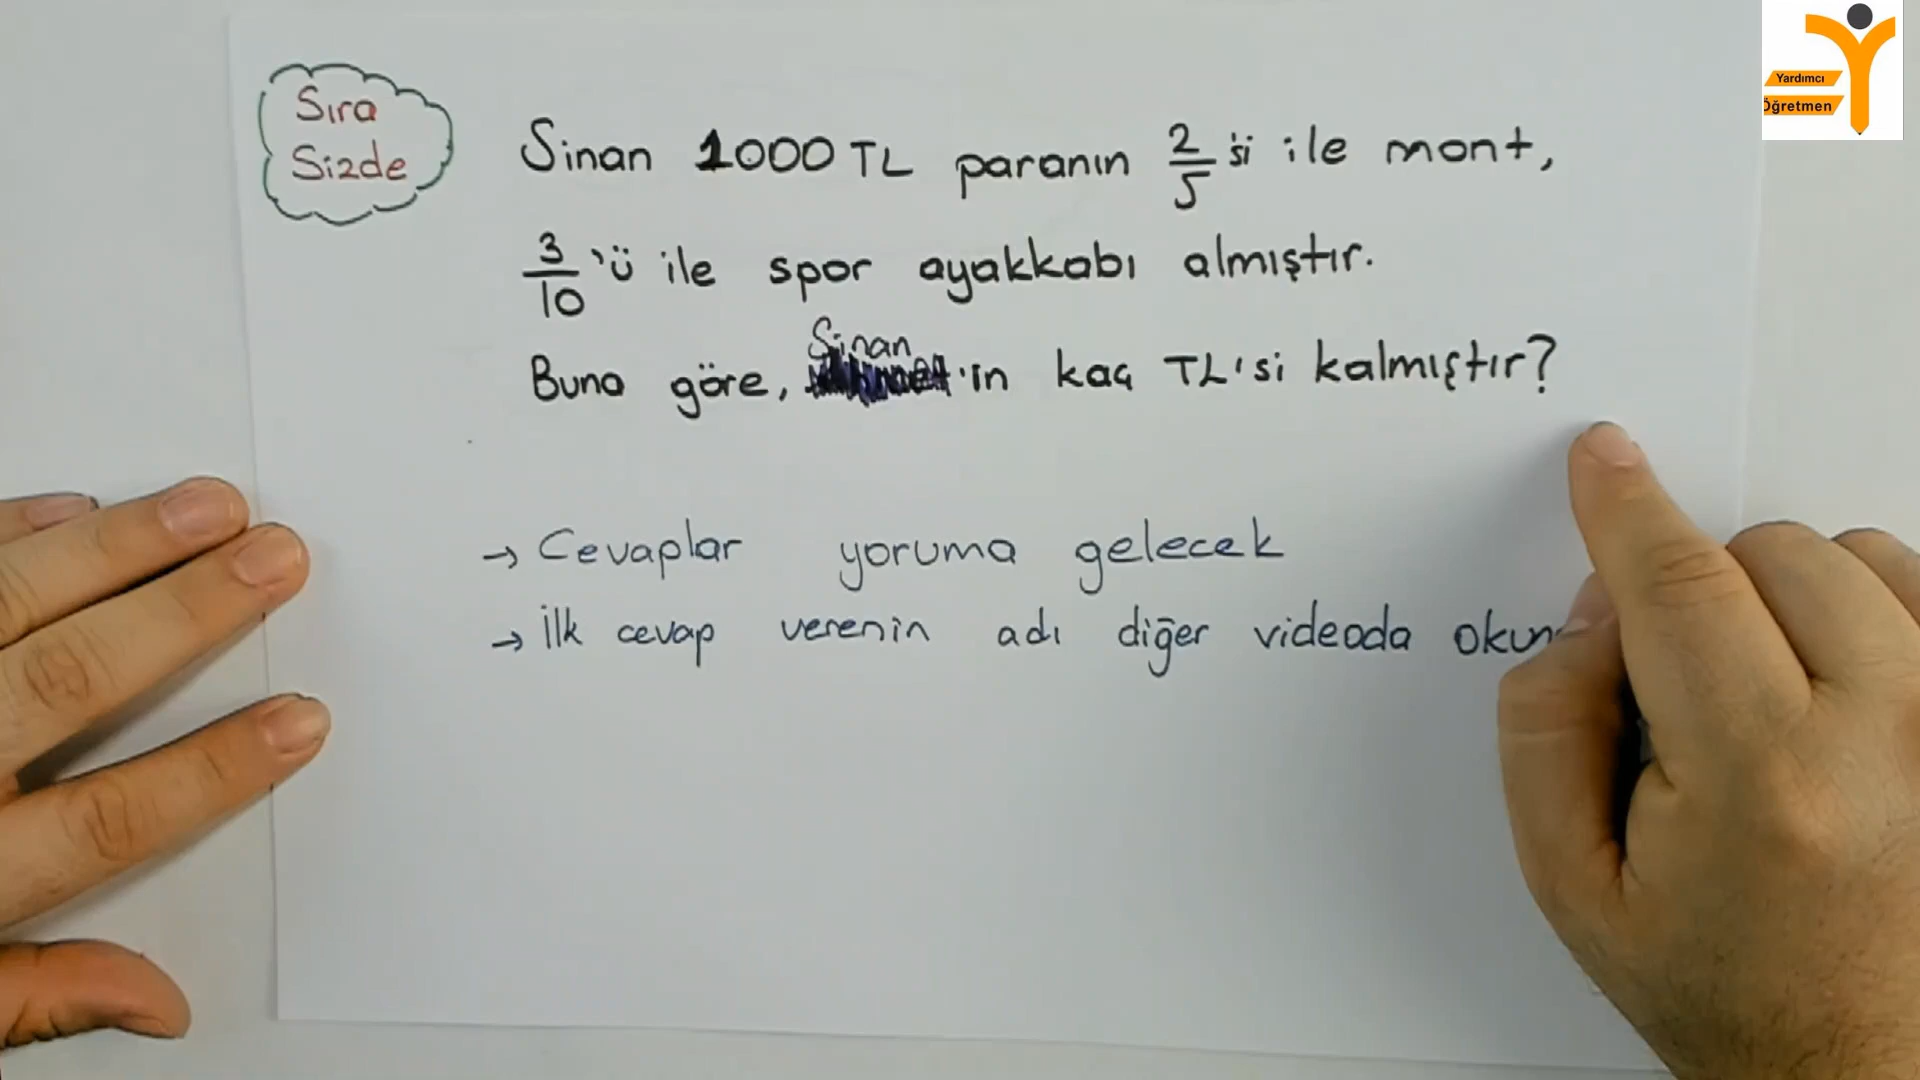 Sıra
Sizde
Sinan 1000 TL paranın 2/5 si ile mont,
3/10 'ü ile spor ayakkabı almıştır.
Sinan
Buna göre, 'in kaç TL'si kalmıştır?
→ Cevaplar yoruma gelecek
→ İlk cevap verenin adı diğer videoda
Yardımcı
Öğretmen